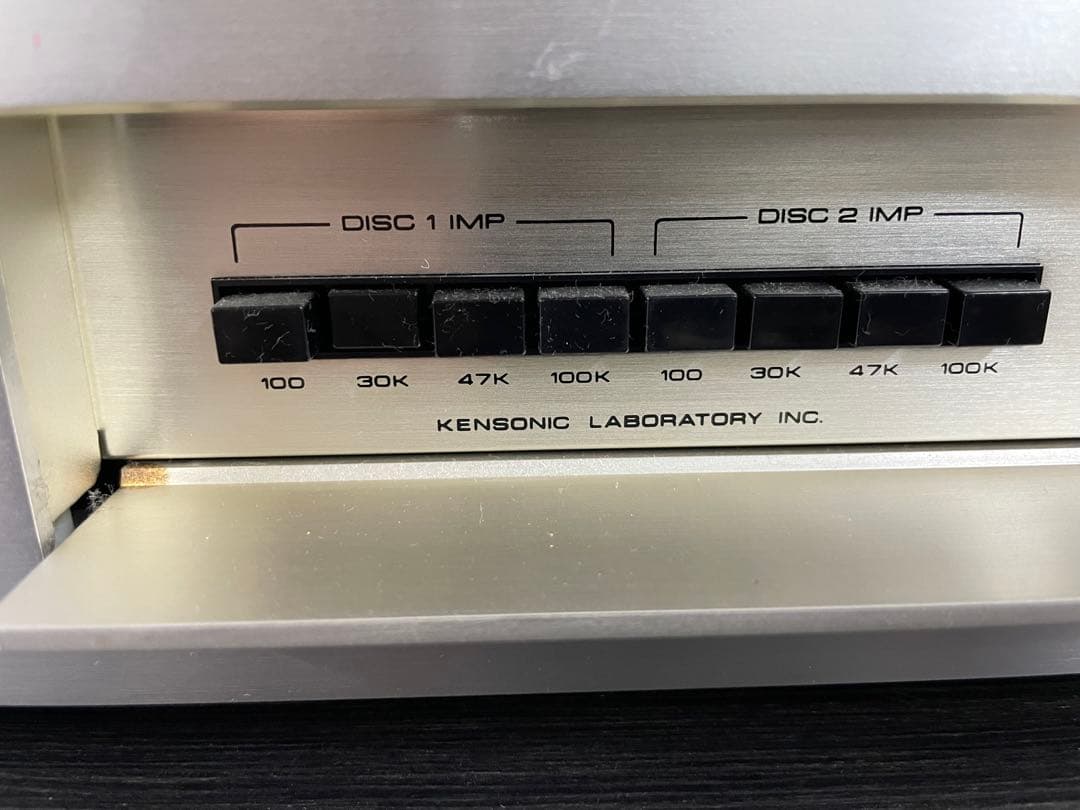 DISC 1 IMP DISC 2 IMP
100 30K 47K 100K 100 30K 47K 100K
KENSONIC LABORATORY INC.